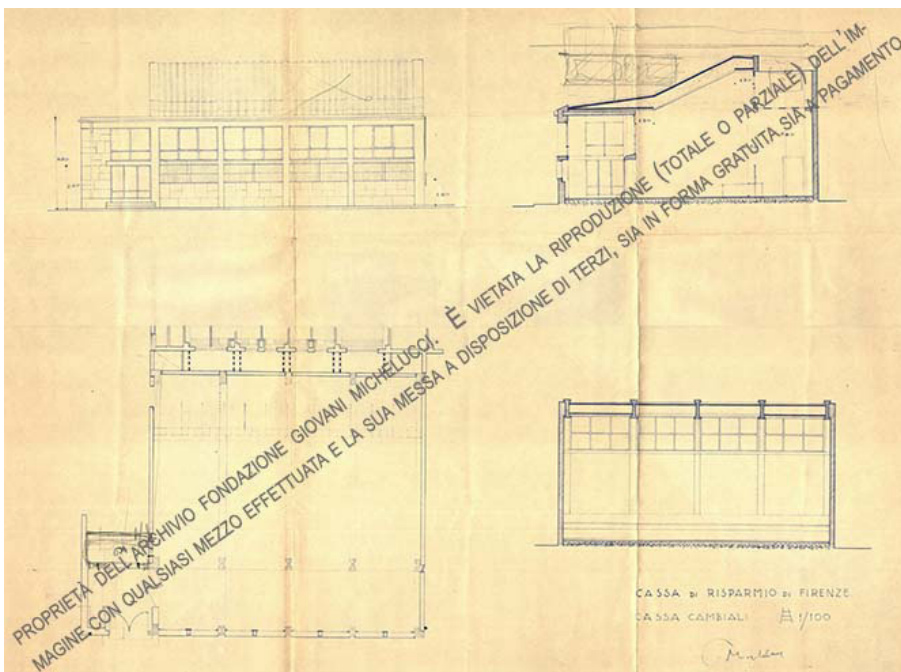 PROPRIETÀ DELL'ARCHIVIO FONDAZIONE GIOVANI MICHELUCCI. È VIETATA LA RIPRODUZIONE (TOTALE O PARZIALE) DELL'IM-
MAGINE CON QUALSIASI MEZZO EFFETTUATA E LA SUA MESSA A DISPOSIZIONE DI TERZI, SIA IN FORMA GRATUITA SIA A PAGAMENTO
CASSA DI RISPARMIO DI FIRENZE
CASSA CAMBIALI 1/100